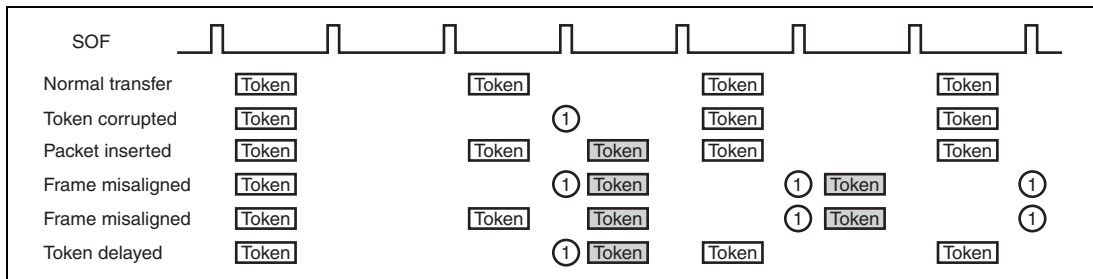 SOF
Normal transfer Token Token Token Token
Token corrupted Token 1 Token Token
Packet inserted Token Token Token Token Token
Frame misaligned Token 1 Token 1 Token 1
Frame misaligned Token Token Token 1 Token 1
Token delayed Token 1 Token Token Token